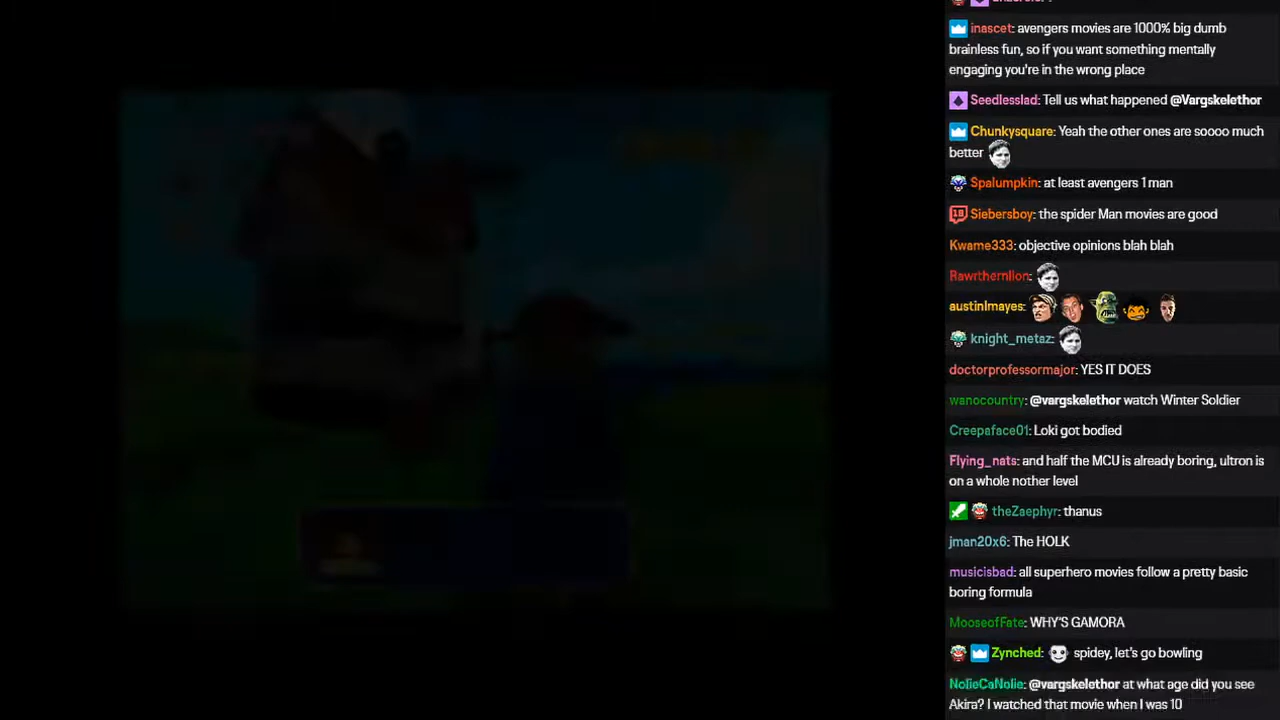 inascet: avengers movies are 1000% big dumb
brainless fun, so if you want something mentally
engaging you're in the wrong place
Seedlesslad: Tell us what happened @Vargskelethor
Chunkysquare: Yeah the other ones are soooo much
better
Spalumpkin: at least avengers 1 man
18 Siebersboy: the spider Man movies are good
Kwame333: objective opinions blah blah
Rawrthernlion:
austinlmayes:
knight_metaz:
doctorprofessormajor: YES IT DOES
wanocountry: @vargskelethor watch Winter Soldier
Creepaface01: Loki got bodied
Flying_nats: and half the MCU is already boring, ultron is
on a whole nother level
theZaephyr: thanus
jman20x6: The HOLK
musicisbad: all superhero movies follow a pretty basic
boring formula
MooseofFate: WHY'S GAMORA
Zynched: spidey, let's go bowling
NolieCaNolie: @vargskelethor at what age did you see
Akira? I watched that movie when I was 10